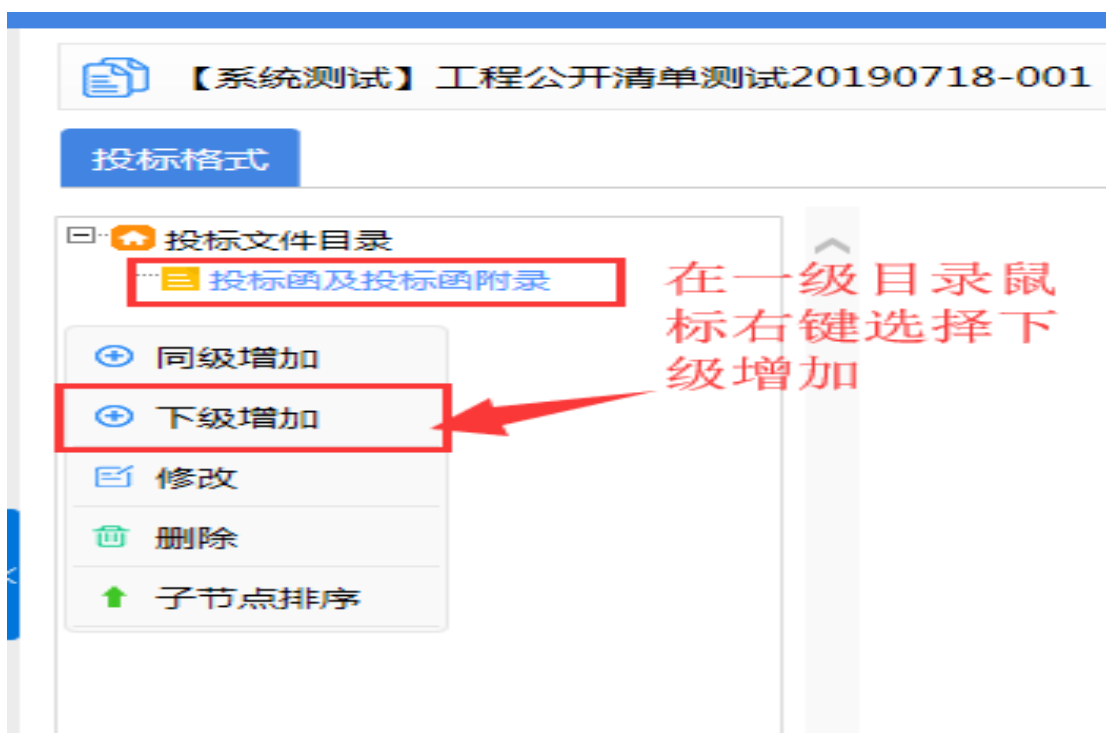 【系统测试】工程公开清单测试20190718-001
投标格式
投标文件目录
投标函及投标函附录
在一级目录鼠
标右键选择下
级增加
同级增加
下级增加
修改
删除
子节点排序